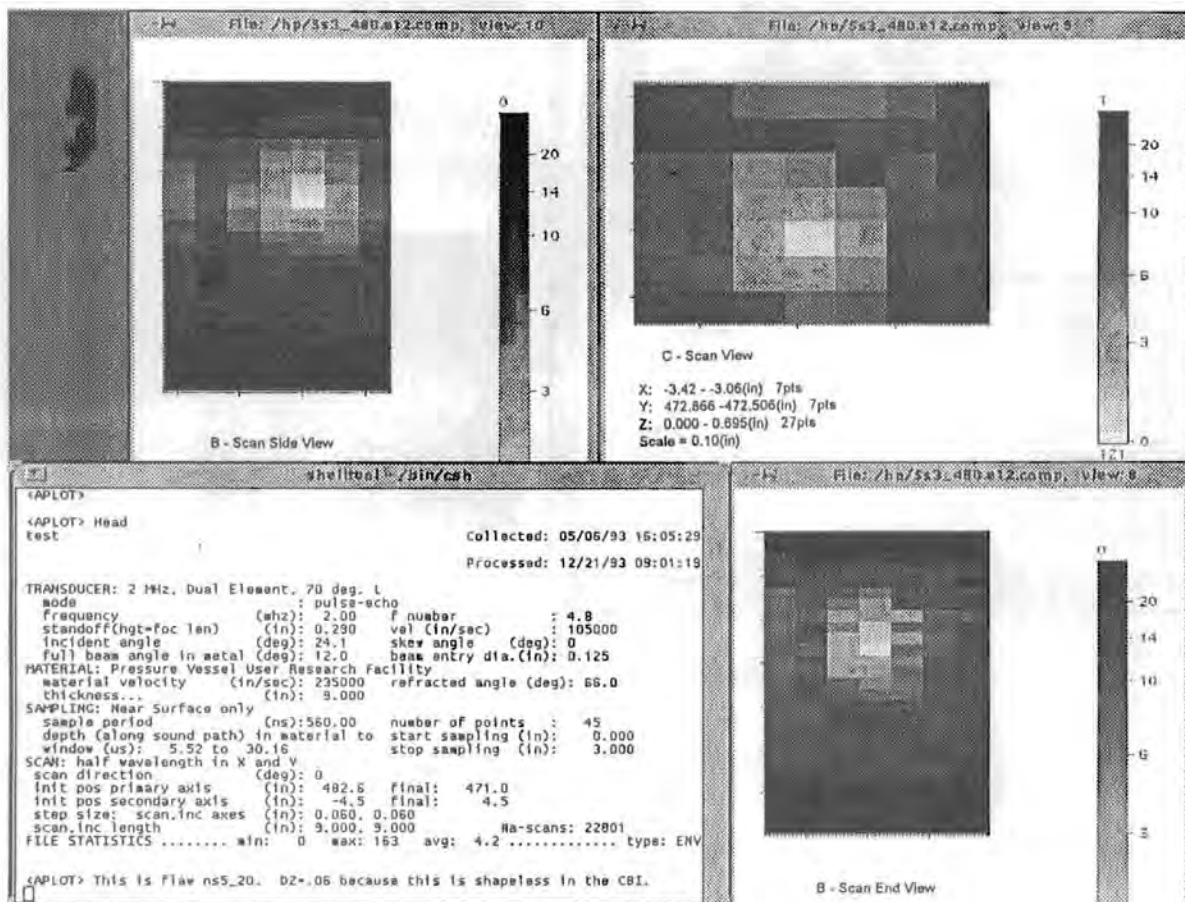 File: /hp/5s3_480.e12.comp, view: 10
0
20
14
10
6
3
B - Scan Side View
File: /hp/5s3_480.e12.comp, view: 5
T
20
14
10
6
3
0
121
C - Scan View
X: -3.42 - -3.06(in) 7pts
Y: 472.866 -472.506(in) 7pts
Z: 0.000 - 0.695(in) 27pts
Scale = 0.10(in)
shelltool - /bin/csh
<APLOT>
<APLOT> Head
test Collected: 05/06/93 16:05:29
Processed: 12/21/93 09:01:19
TRANSDUCER: 2 MHz, Dual Element, 70 deg. L
mode : pulse-echo
frequency (mhz): 2.00 f number : 4.8
standoff(hgt-foc len) (in): 0.290 vel (in/sec) : 105000
incident angle (deg): 24.1 skew angle (deg): 0
full beam angle in metal (deg): 12.0 beam entry dia.(in): 0.125
MATERIAL: Pressure Vessel User Research Facility
material velocity (in/sec): 235000 refracted angle (deg): 66.0
thickness... (in): 9.000
SAMPLING: Near Surface only
sample period (ns):560.00 number of points : 45
depth (along sound path) in material to start sampling (in): 0.000
window (us): 5.52 to 30.16 stop sampling (in): 3.000
SCAN: half wavelength in X and Y
scan direction (deg): 0
init pos primary axis (in): 482.6 final: 471.0
init pos secondary axis (in): -4.5 final: 4.5
step size: scan.inc axes (in): 0.060, 0.060
scan.inc length (in): 9.000, 9.000 #a-scans: 22801
FILE STATISTICS ........ min: 0 max: 163 avg: 4.2 ............. type: ENV
<APLOT> This is flaw ns5_20. DZ=.06 because this is shapeless in the CBI.
File: /hp/5s3_480.e12.comp, view: 8
0
20
14
10
6
3
B - Scan End View